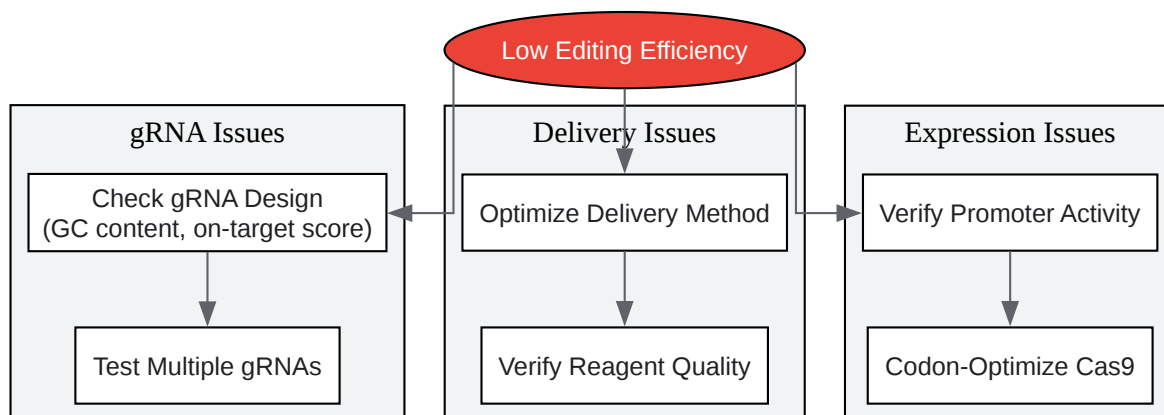 Low Editing Efficiency
gRNA Issues
Check gRNA Design
(GC content, on-target score)
Test Multiple gRNAs
Delivery Issues
Optimize Delivery Method
Verify Reagent Quality
Expression Issues
Verify Promoter Activity
Codon-Optimize Cas9